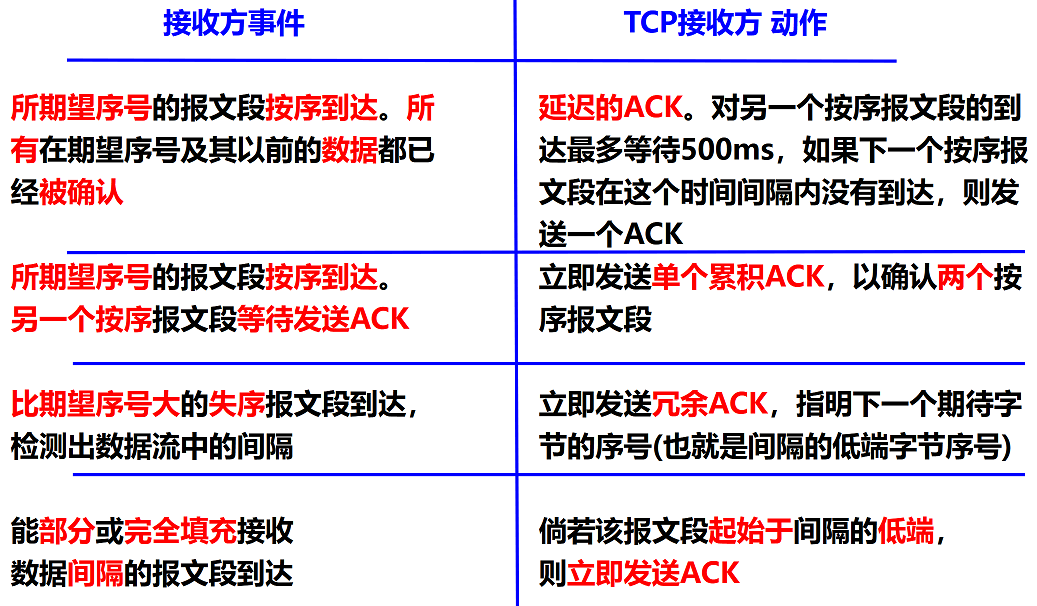 接收方事件
TCP接收方 动作
所期望序号的报文段按序到达。所
有在期望序号及其以前的数据都已
经被确认
延迟的ACK。对另一个按序报文段的到
达最多等待500ms，如果下一个按序报
文段在这个时间间隔内没有到达，则发
送一个ACK
所期望序号的报文段按序到达。
另一个按序报文段等待发送ACK
立即发送单个累积ACK，以确认两个按
序报文段
比期望序号大的失序报文段到达，
检测出数据流中的间隔
立即发送冗余ACK，指明下一个期待字
节的序号(也就是间隔的低端字节序号)
能部分或完全填充接收
数据间隔的报文段到达
倘若该报文段起始于间隔的低端，
则立即发送ACK